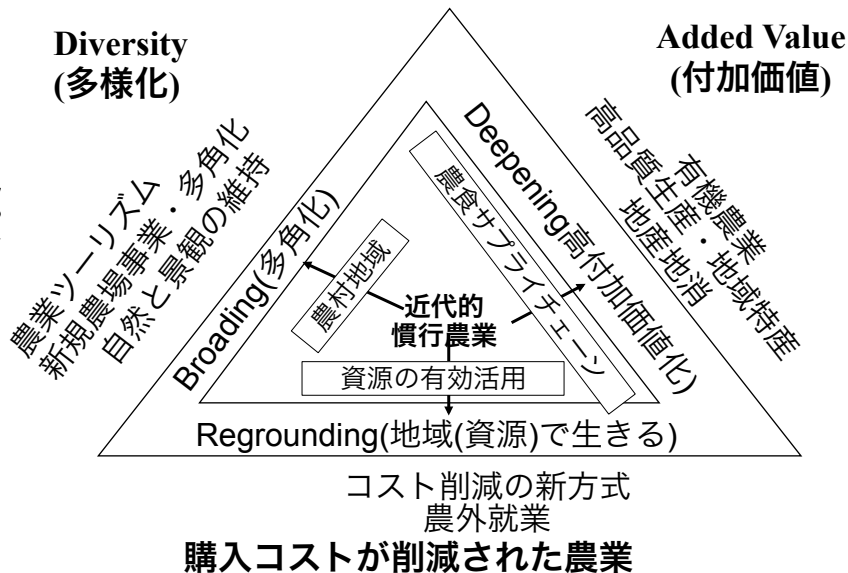 Diversity
(多様化)
Added Value
(付加価値)
農業ツーリズム
新規農場事業・多角化
自然と景観の維持
Broading(多角化)
農村地域
近代的
慣行農業
農食サプライチェーン
Deepening高付加価値化)
有機農業
高品質生産・地域特産
地産地消
資源の有効活用
Regrounding(地域(資源)で生きる)
コスト削減の新方式
農外就業
購入コストが削減された農業